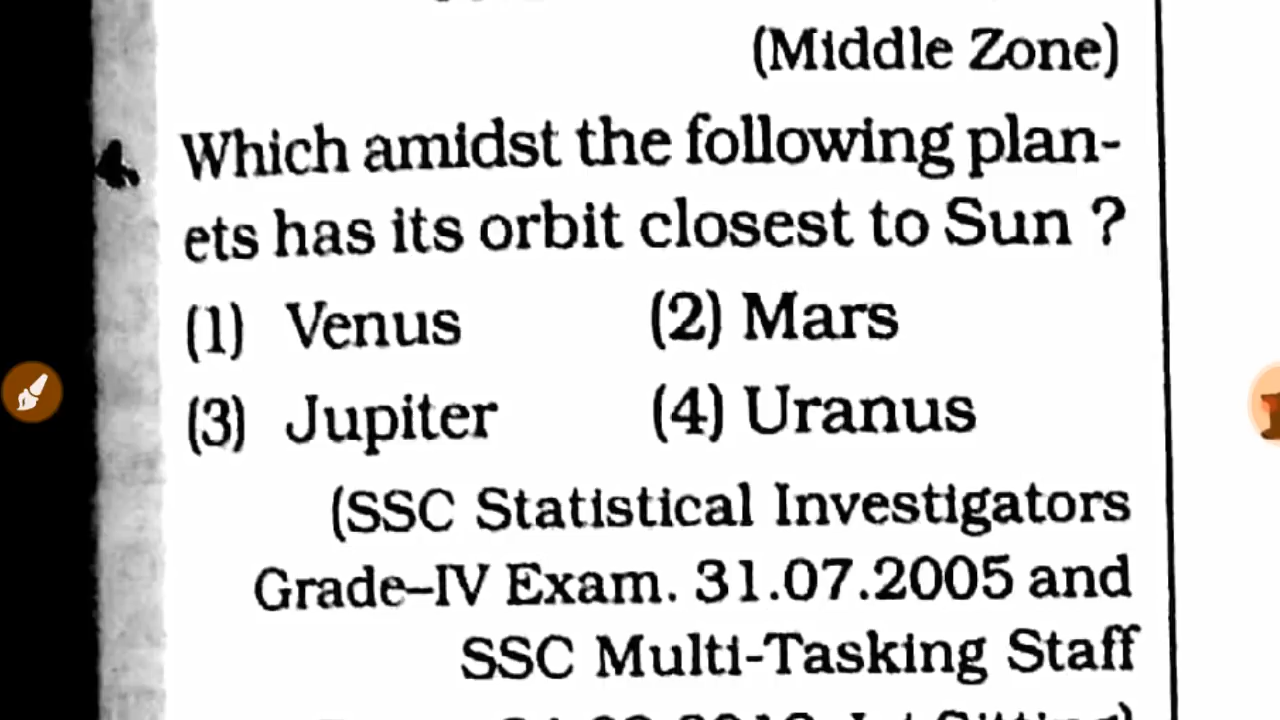 (Middle Zone)
4. Which amidst the following plan-
ets has its orbit closest to Sun ?
(1) Venus (2) Mars
(3) Jupiter (4) Uranus
(SSC Statistical Investigators
Grade–IV Exam. 31.07.2005 and
SSC Multi-Tasking Staff